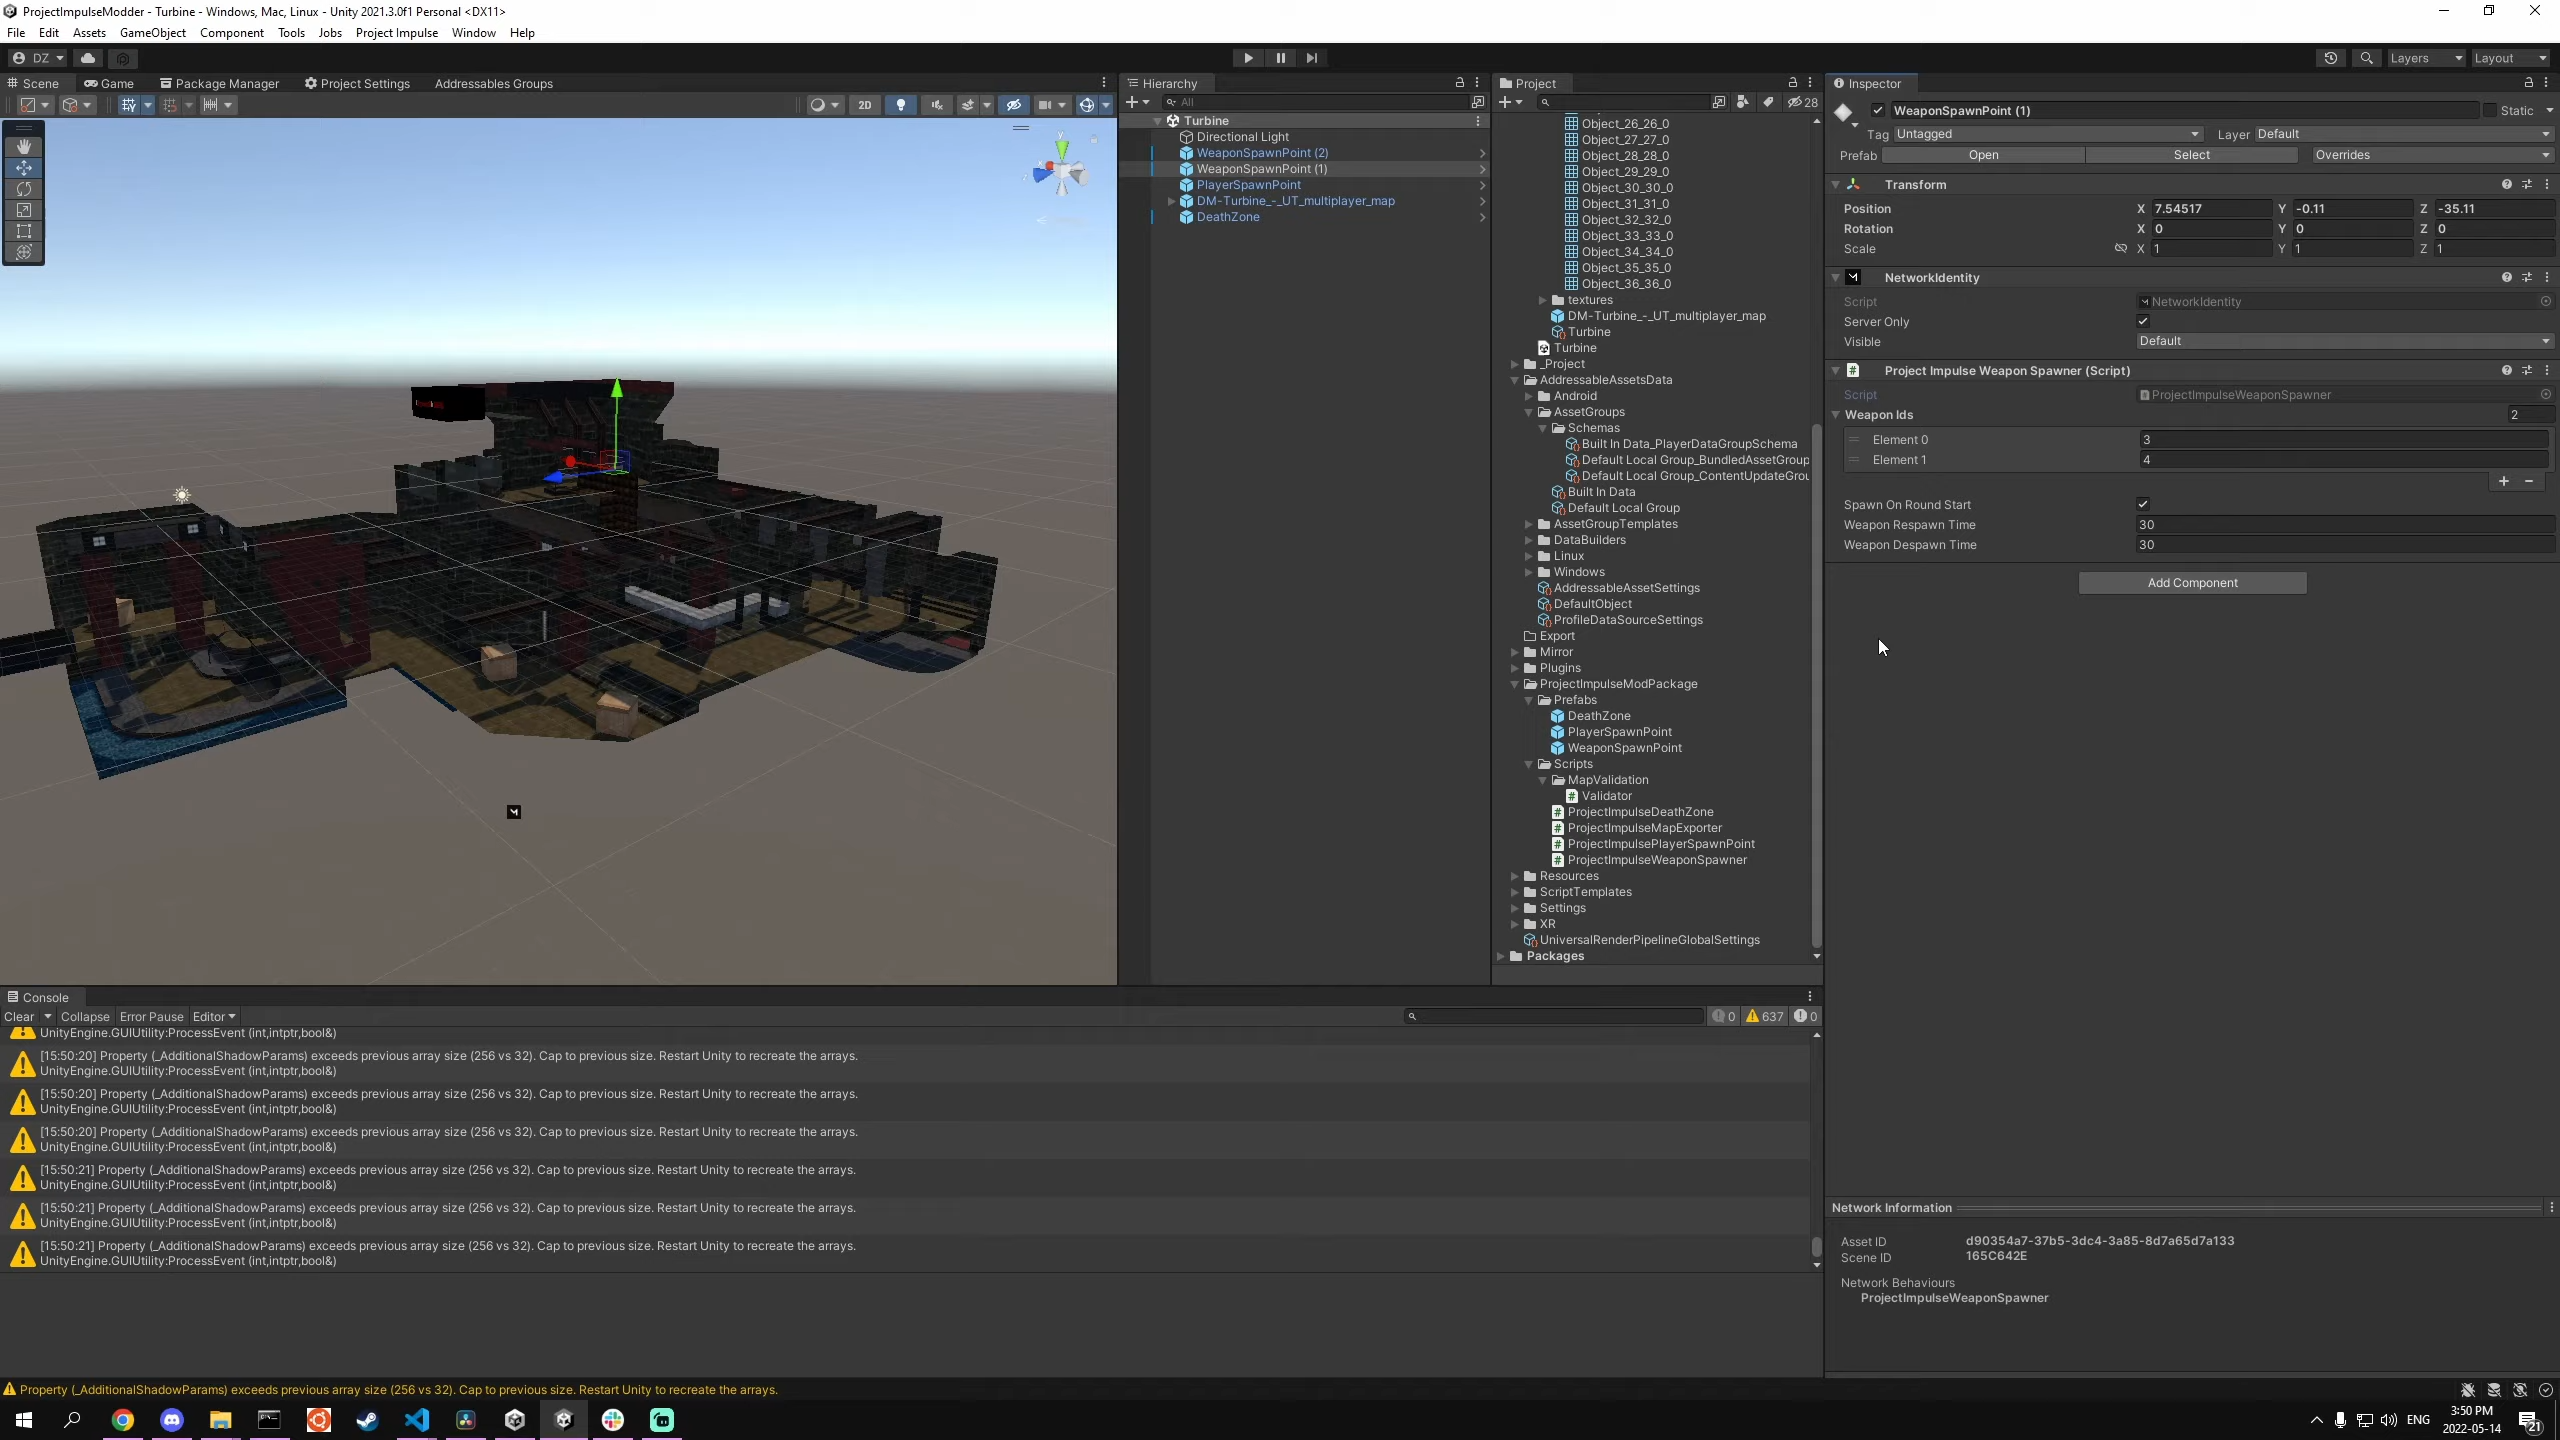 ProjectImpulseModder - Turbine - Windows, Mac, Linux - Unity 2021.3.0f1 Personal <DX11>
File Edit Assets GameObject Component Tools Jobs Project Impulse Window Help
DZ
Layers Layout
Scene Game Package Manager Project Settings Addressables Groups
2D
y
Hierarchy
All
Turbine
Directional Light
WeaponSpawnPoint (2)
WeaponSpawnPoint (1)
PlayerSpawnPoint
DM-Turbine_-_UT_multiplayer_map
DeathZone
Project
28
Object_26_26_0
Object_27_27_0
Object_28_28_0
Object_29_29_0
Object_30_30_0
Object_31_31_0
Object_32_32_0
Object_33_33_0
Object_34_34_0
Object_35_35_0
Object_36_36_0
textures
DM-Turbine_-_UT_multiplayer_map
Turbine
Turbine
_Project
AddressableAssetsData
Android
AssetGroups
Schemas
Built In Data_PlayerDataGroupSchema
Default Local Group_BundledAssetGroup
Default Local Group_ContentUpdateGrou
Built In Data
Default Local Group
AssetGroupTemplates
DataBuilders
Linux
Windows
AddressableAssetSettings
DefaultObject
ProfileDataSourceSettings
Export
Mirror
Plugins
ProjectImpulseModPackage
Prefabs
DeathZone
PlayerSpawnPoint
WeaponSpawnPoint
Scripts
MapValidation
Validator
ProjectImpulseDeathZone
ProjectImpulseMapExporter
ProjectImpulsePlayerSpawnPoint
ProjectImpulseWeaponSpawner
Resources
ScriptTemplates
Settings
XR
UniversalRenderPipelineGlobalSettings
Packages
Inspector
WeaponSpawnPoint (1) Static
Tag Untagged Layer Default
Prefab Open Select Overrides
Transform
Position X 7.54517 Y -0.11 Z -35.11
Rotation X 0 Y 0 Z 0
Scale X 1 Y 1 Z 1
NetworkIdentity
Script NetworkIdentity
Server Only
Visible Default
Project Impulse Weapon Spawner (Script)
Script ProjectImpulseWeaponSpawner
Weapon Ids 2
Element 0 3
Element 1 4
Spawn On Round Start
Weapon Respawn Time 30
Weapon Despawn Time 30
Add Component
Network Information
Asset ID d90354a7-37b5-3dc4-3a85-8d7a65d7a133
Scene ID 165C642E
Network Behaviours
ProjectImpulseWeaponSpawner
Console
Clear Collapse Error Pause Editor 0 637 0
UnityEngine.GUIUtility:ProcessEvent (int,intptr,bool&)
[15:50:20] Property (_AdditionalShadowParams) exceeds previous array size (256 vs 32). Cap to previous size. Restart Unity to recreate the arrays.
UnityEngine.GUIUtility:ProcessEvent (int,intptr,bool&)
[15:50:20] Property (_AdditionalShadowParams) exceeds previous array size (256 vs 32). Cap to previous size. Restart Unity to recreate the arrays.
UnityEngine.GUIUtility:ProcessEvent (int,intptr,bool&)
[15:50:20] Property (_AdditionalShadowParams) exceeds previous array size (256 vs 32). Cap to previous size. Restart Unity to recreate the arrays.
UnityEngine.GUIUtility:ProcessEvent (int,intptr,bool&)
[15:50:21] Property (_AdditionalShadowParams) exceeds previous array size (256 vs 32). Cap to previous size. Restart Unity to recreate the arrays.
UnityEngine.GUIUtility:ProcessEvent (int,intptr,bool&)
[15:50:21] Property (_AdditionalShadowParams) exceeds previous array size (256 vs 32). Cap to previous size. Restart Unity to recreate the arrays.
UnityEngine.GUIUtility:ProcessEvent (int,intptr,bool&)
[15:50:21] Property (_AdditionalShadowParams) exceeds previous array size (256 vs 32). Cap to previous size. Restart Unity to recreate the arrays.
UnityEngine.GUIUtility:ProcessEvent (int,intptr,bool&)
Property (_AdditionalShadowParams) exceeds previous array size (256 vs 32). Cap to previous size. Restart Unity to recreate the arrays.
ENG
3:50 PM
2022-05-14
21